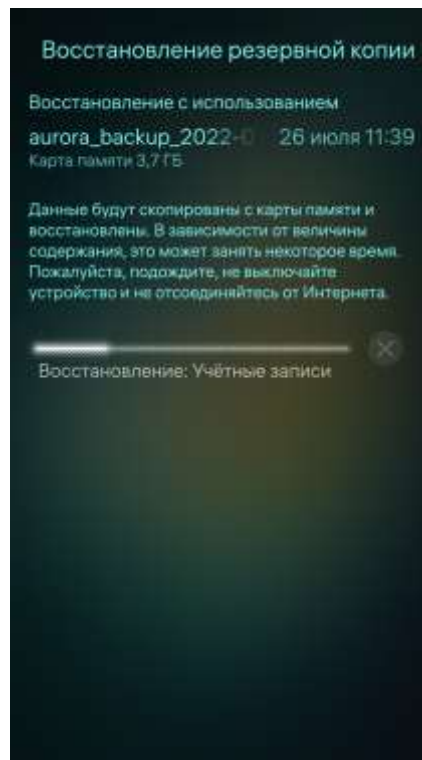 Восстановление резервной копии
Восстановление с использованием
aurora_backup_2022- 26 июля 11:39
Карта памяти 3,7 ГБ
Данные будут скопированы с карты памяти и
восстановлены. В зависимости от величины
содержания, это может занять некоторое время.
Пожалуйста, подождите, не выключайте
устройство и не отсоединяйтесь от Интернета.
Восстановление: Учётные записи